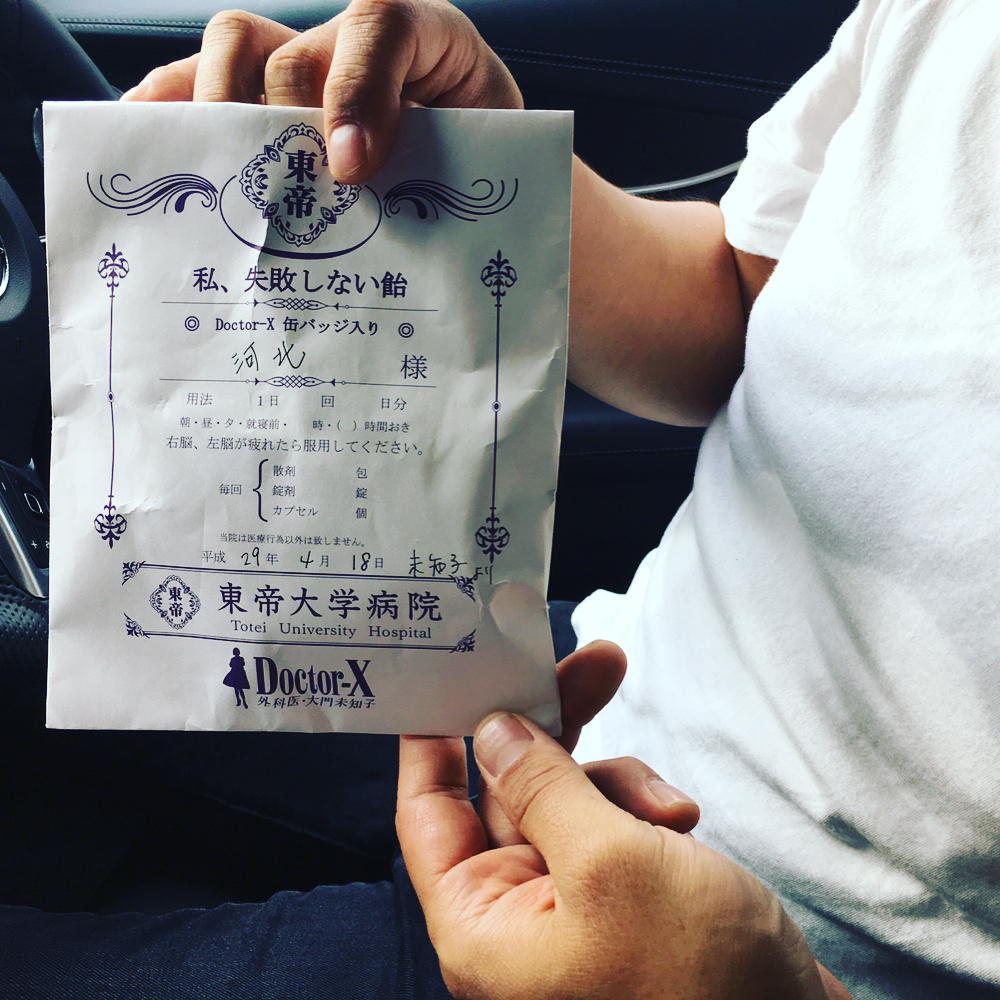 東
帝
私、失敗しない飴
◎ Doctor-X 缶バッジ入り ◎
河北 様
用法 1日 回 日分
朝・昼・夕・就寝前・ 時・( )時間おき
右脳、左脳が疲れたら服用してください。
毎回 { 散剤 包
錠剤 錠
カプセル 個
当院は医療行為以外は致しません。
平成 29年 4月 18日 未知子より
東
帝
東帝大学病院
Totei University Hospital
Doctor-X
外科医・大門未知子